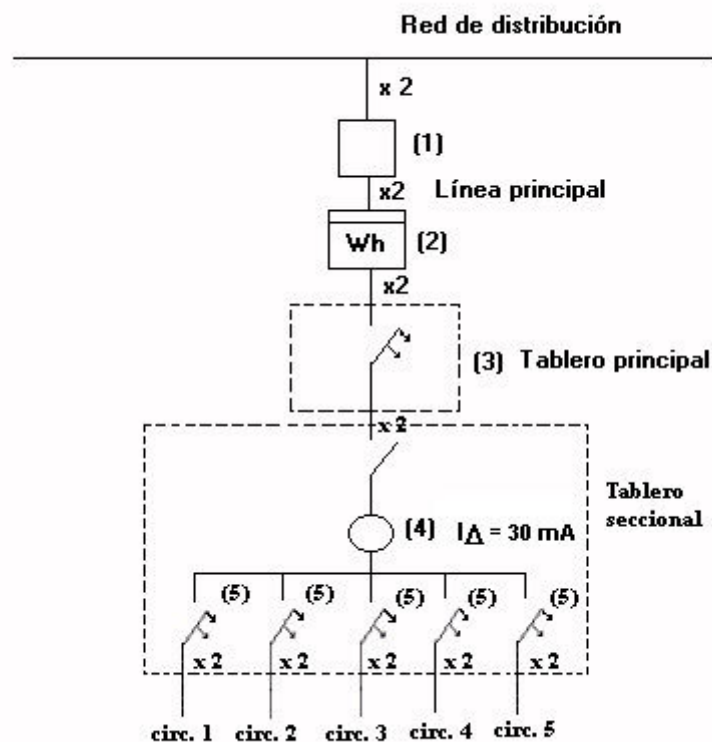 Red de distribución
x 2
(1)
x2 Línea principal
Wh (2)
x2
(3) Tablero principal
x 2
Tablero
seccional
(4) IΔ = 30 mA
(5) (5) (5) (5) (5)
x 2 x 2 x 2 x 2 x 2
circ. 1 circ. 2 circ. 3 circ. 4 circ. 5